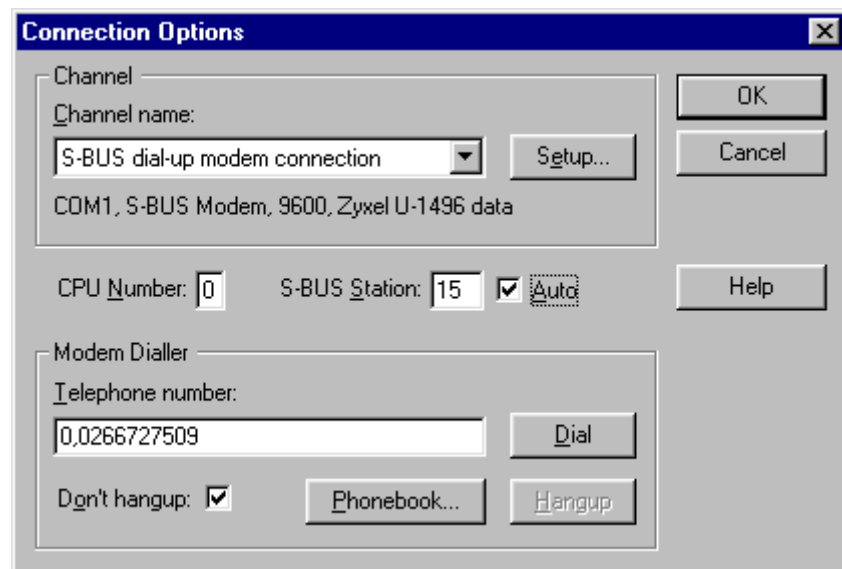 Connection Options
Channel
Channel name:
S-BUS dial-up modem connection
Setup...
COM1, S-BUS Modem, 9600, Zyxel U-1496 data
OK
Cancel
CPU Number: 0 S-BUS Station: 15 Auto
Help
Modem Dialler
Telephone number:
0,0266727509
Dial
Don't hangup:
Phonebook...
Hangup